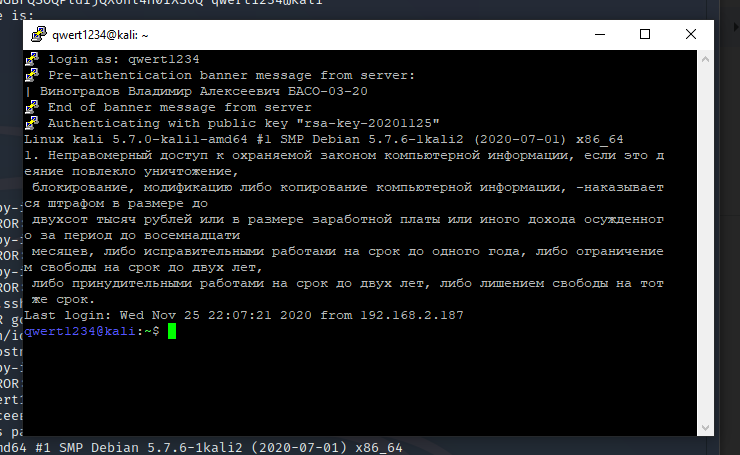 qwert1234@kali
e is:
qwert1234@kali: ~
login as: qwert1234
Pre-authentication banner message from server:
| Виноградов Владимир Алексеевич БАСО-03-20
End of banner message from server
Authenticating with public key "rsa-key-20201125"
Linux kali 5.7.0-kali1-amd64 #1 SMP Debian 5.7.6-1kali2 (2020-07-01) x86_64
1. Неправомерный доступ к охраняемой законом компьютерной информации, если это д
еяние повлекло уничтожение,
блокирование, модификацию либо копирование компьютерной информации, -наказывает
ся штрафом в размере до
двухсот тысяч рублей или в размере заработной платы или иного дохода осужденног
о за период до восемнадцати
месяцев, либо исправительными работами на срок до одного года, либо ограничение
м свободы на срок до двух лет,
либо принудительными работами на срок до двух лет, либо лишением свободы на тот
же срок.
Last login: Wed Nov 25 22:07:21 2020 from 192.168.2.187
qwert1234@kali:~$
md64 #1 SMP Debian 5.7.6-1kali2 (2020-07-01) x86_64